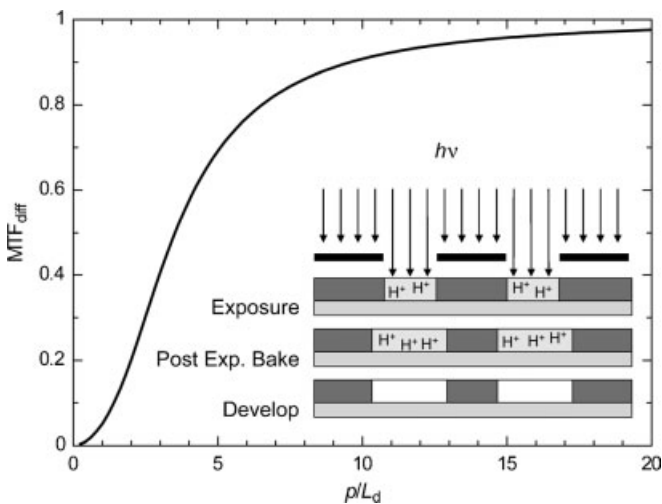 1
0.8
0.6
0.4
0.2
0
MTFdiff
0
5
10
15
20
p/Ld
hν
H+ H+ H+ H+
Exposure
H+ H+ H+ H+ H+ H+
Post Exp. Bake
Develop